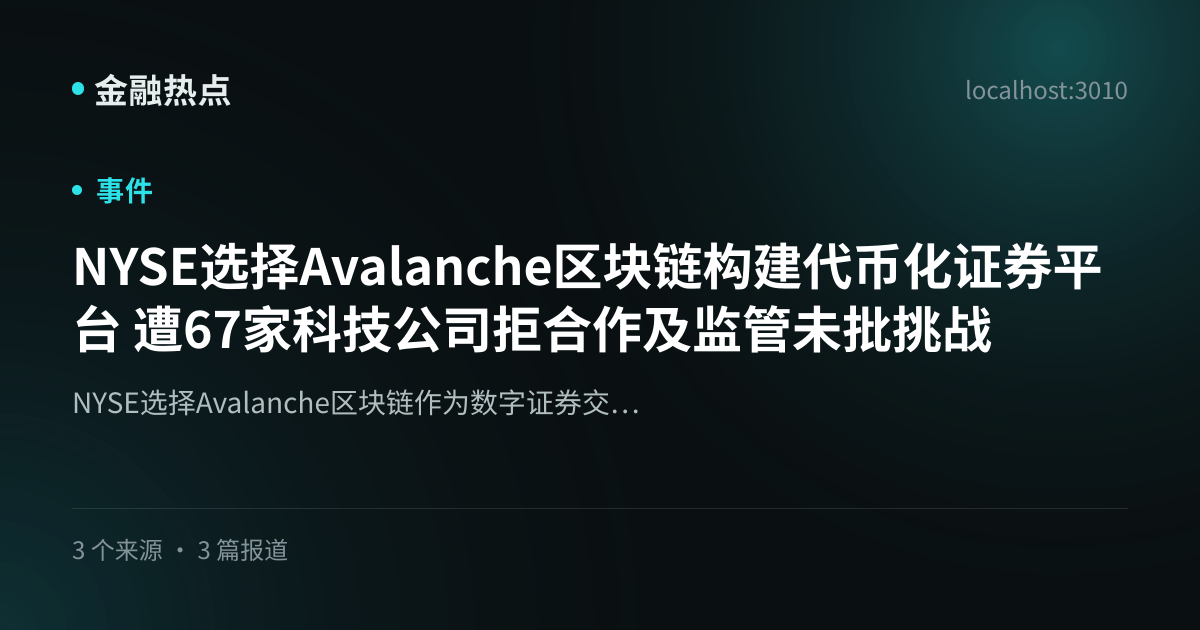 金融热点
localhost:3010
事件
NYSE选择Avalanche区块链构建代币化证券平
台 遭67家科技公司拒合作及监管未批挑战
NYSE选择Avalanche区块链作为数字证券交…
3 个来源 · 3 篇报道